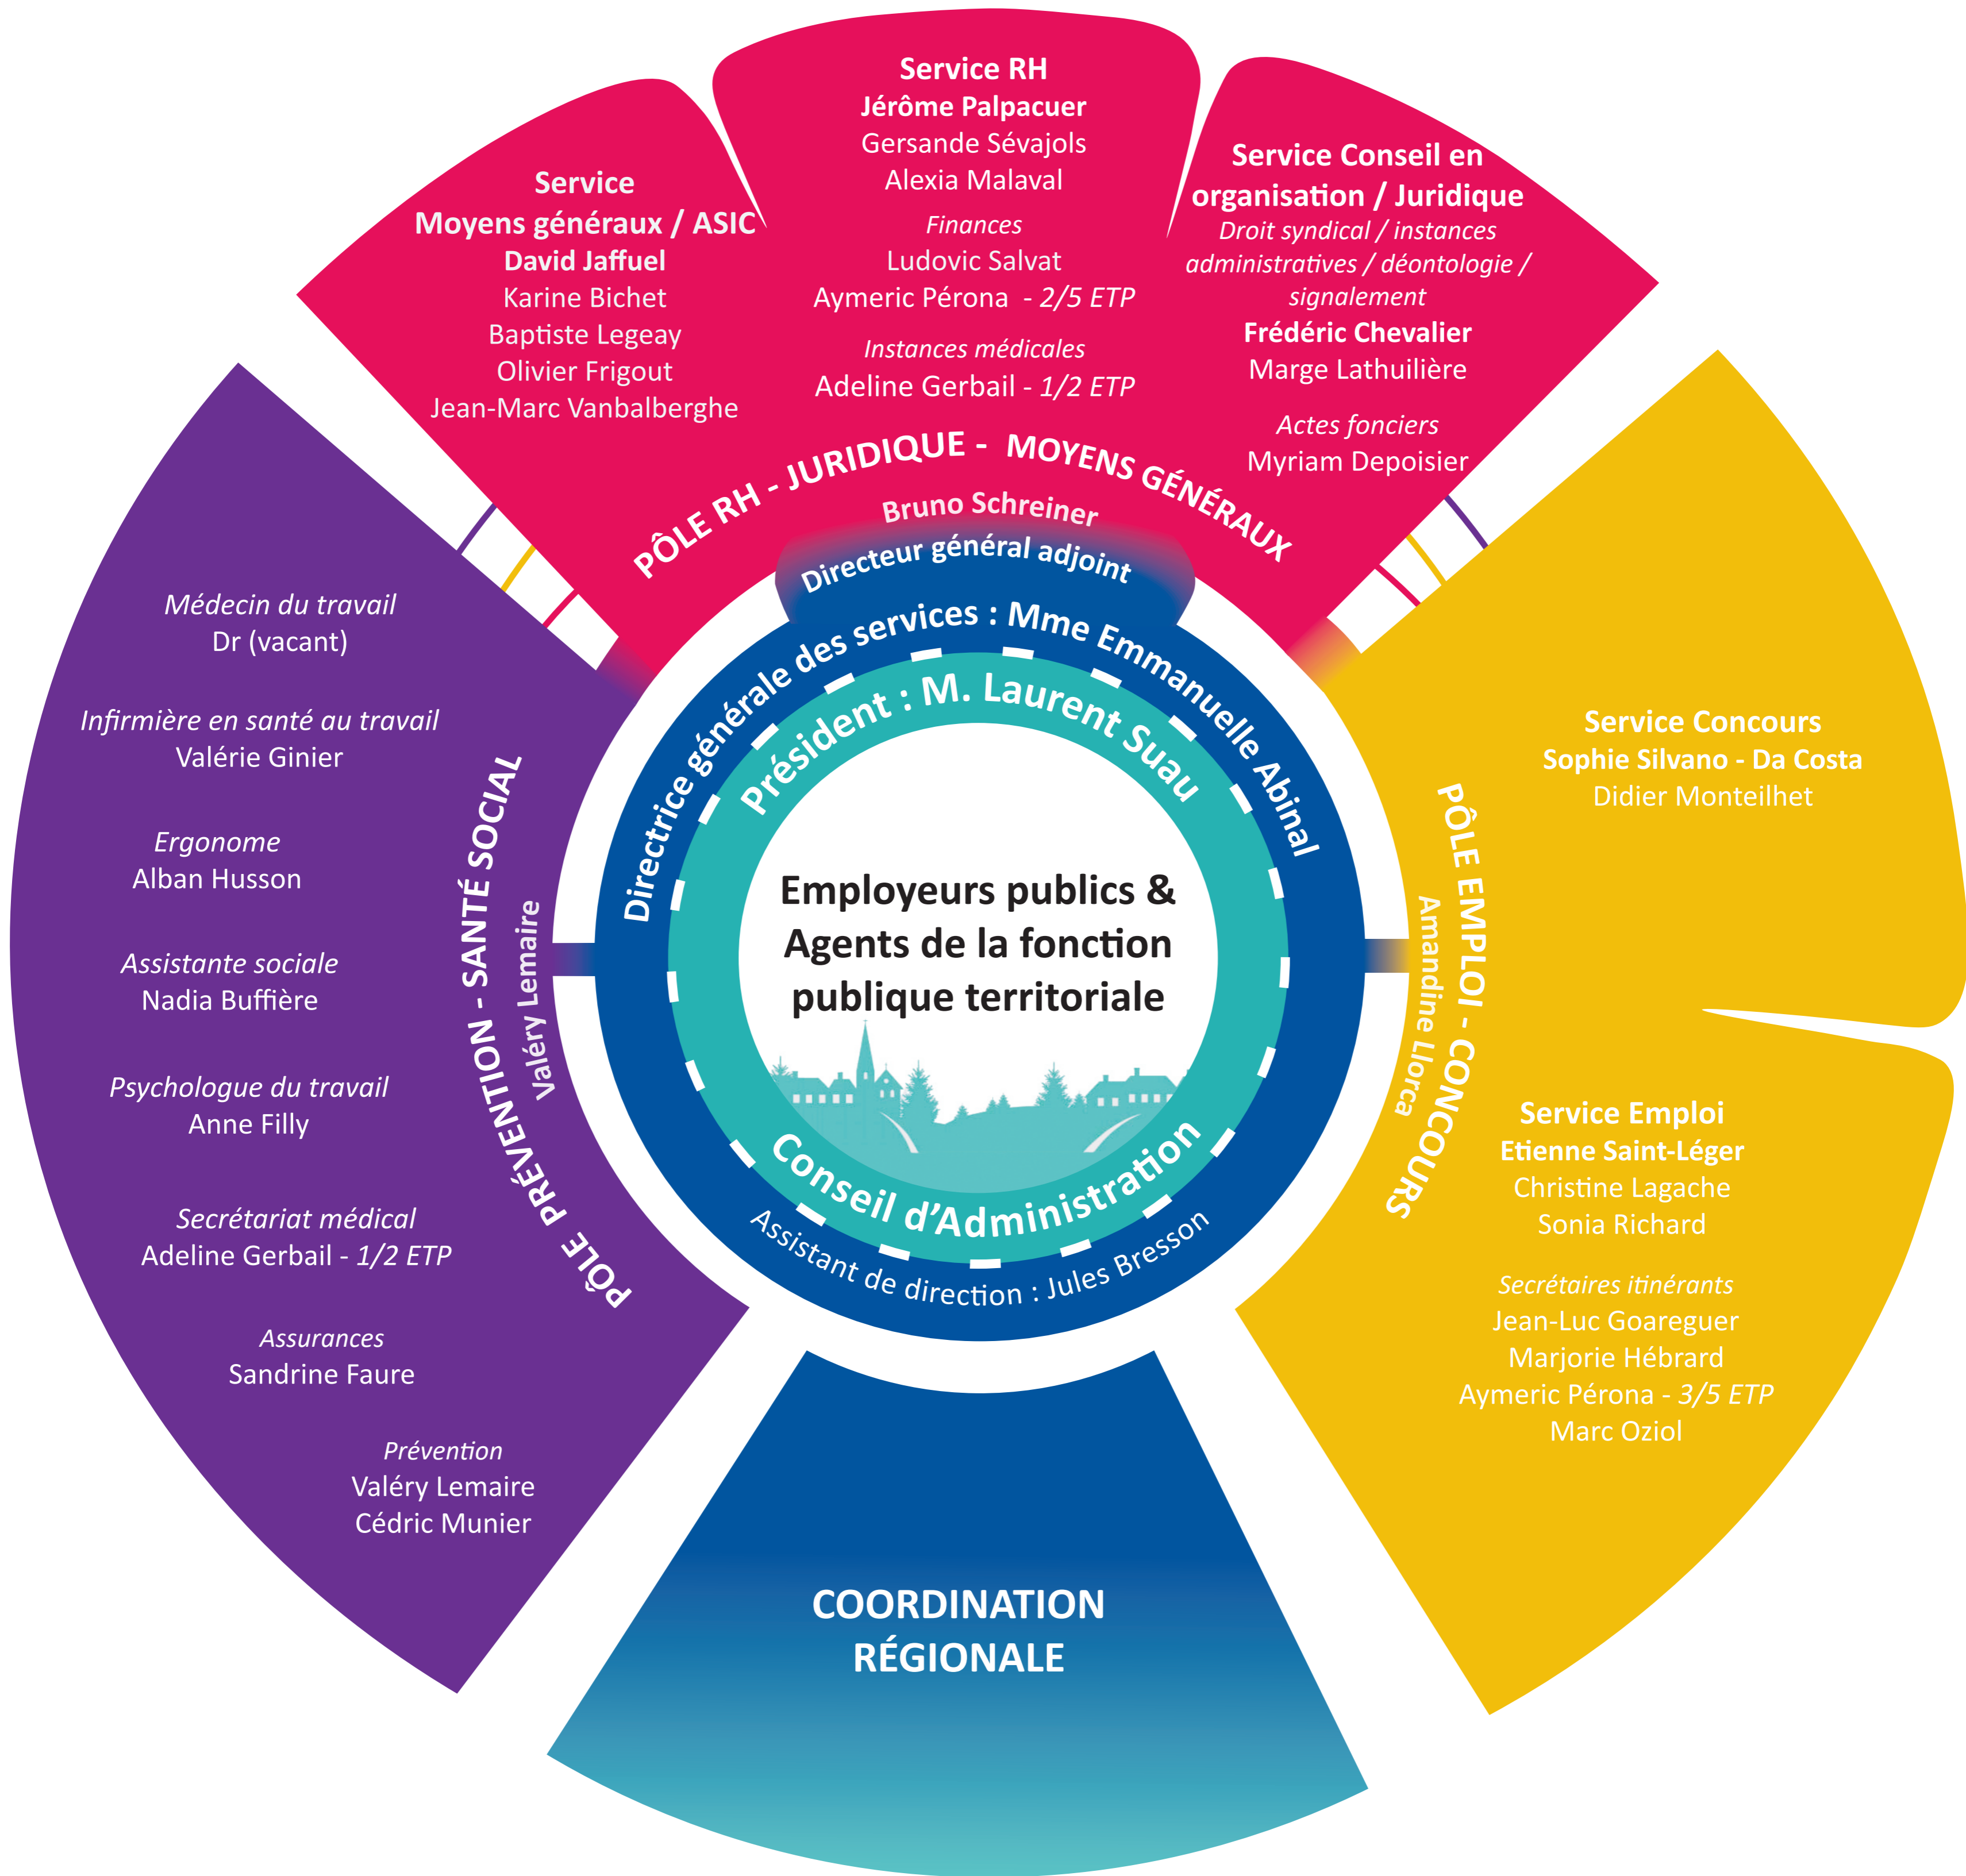 Service RH
Jérôme Palpacuer
Gersande Sévajols
Alexia Malaval
Finances
Ludovic Salvat
Aymeric Pérona - 2/5 ETP
Instances médicales
Adeline Gerbail - 1/2 ETP
Service
Moyens généraux / ASIC
David Jaffuel
Karine Bichet
Baptiste Legeay
Olivier Frigout
Jean-Marc Vanbalberghe
Service Conseil en
organisation / Juridique
Droit syndical / instances
administratives / déontologie /
signalement
Frédéric Chevalier
Marge Lathuilière
Actes fonciers
Myriam Depoisier
PÔLE RH - JURIDIQUE - MOYENS GÉNÉRAUX
Bruno Schreiner
Directeur général adjoint
Directrice générale des services : Mme Emmanuelle Abinal
Président : M. Laurent Suau
Employeurs publics &
Agents de la fonction
publique territoriale
Conseil d'Administration
Assistant de direction : Jules Bresson
PÔLE PRÉVENTION - SANTÉ SOCIAL
Valéry Lemaire
Médecin du travail
Dr (vacant)
Infirmière en santé au travail
Valérie Ginier
Ergonome
Alban Husson
Assistante sociale
Nadia Buffière
Psychologue du travail
Anne Filly
Secrétariat médical
Adeline Gerbail - 1/2 ETP
Assurances
Sandrine Faure
Prévention
Valéry Lemaire
Cédric Munier
PÔLE EMPLOI - CONCOURS
Amandine Llorca
Service Concours
Sophie Silvano - Da Costa
Didier Monteilhet
Service Emploi
Etienne Saint-Léger
Christine Lagache
Sonia Richard
Secrétaires itinérants
Jean-Luc Goareguer
Marjorie Hébrard
Aymeric Pérona - 3/5 ETP
Marc Oziol
COORDINATION
RÉGIONALE